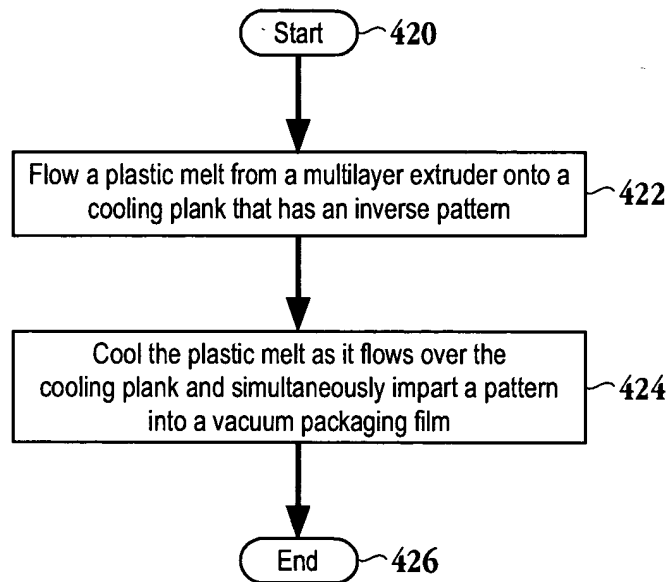 Start 420
Flow a plastic melt from a multilayer extruder onto a
cooling plank that has an inverse pattern
422
Cool the plastic melt as it flows over the
cooling plank and simultaneously impart a pattern
into a vacuum packaging film
424
End 426